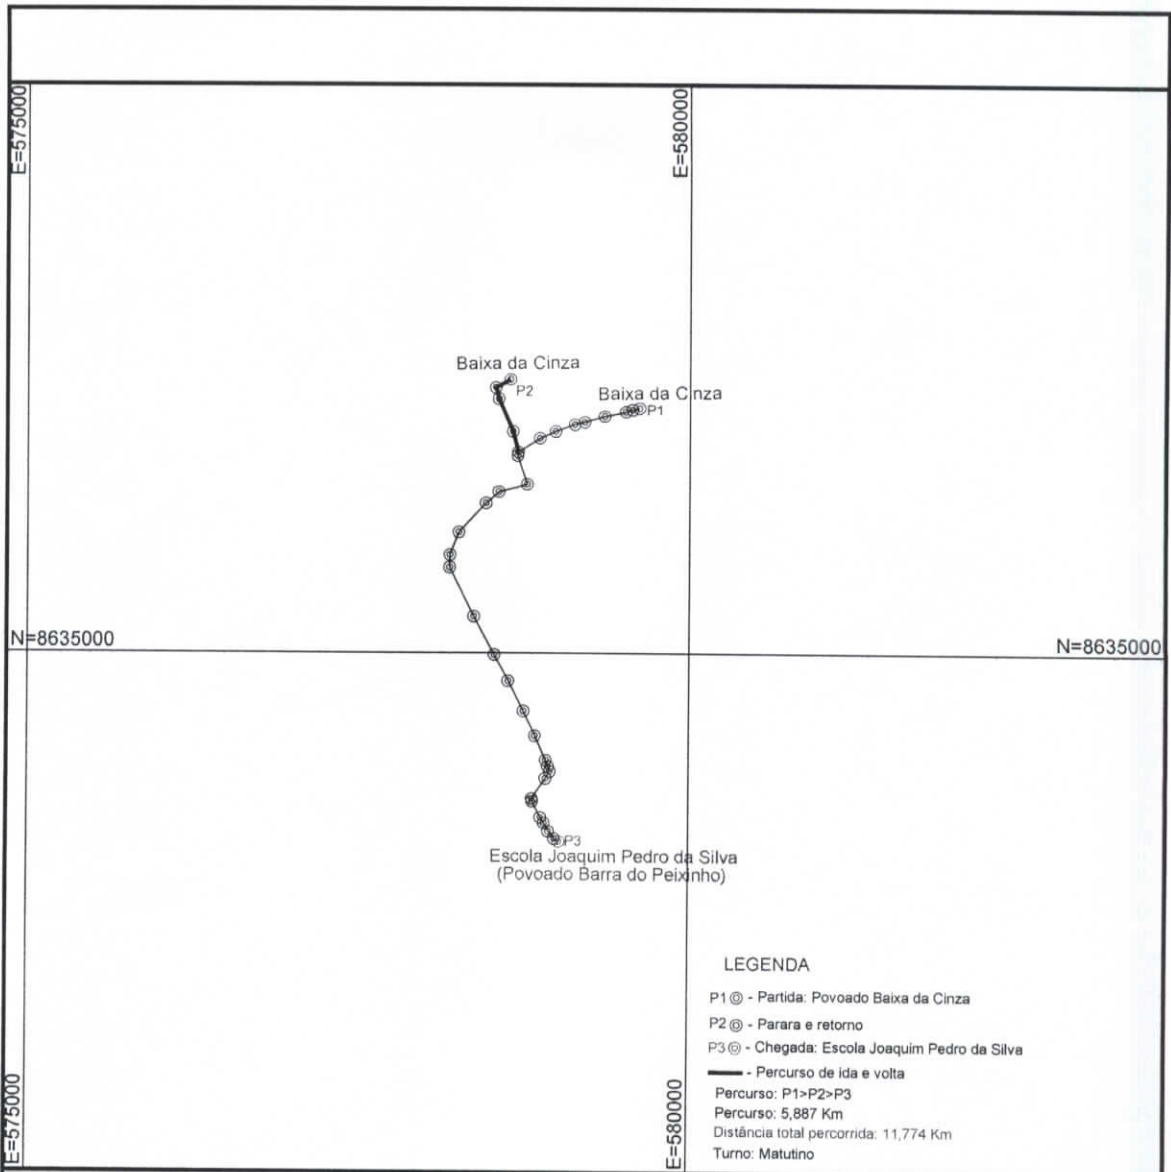 E=575000
E=580000
Baixa da Cinza
P2
Baixa da Cinza
P1
N=8635000
N=8635000
P3
Escola Joaquim Pedro da Silva
(Povoado Barra do Peixinho)
LEGENDA
P1 - Partida: Povoado Baixa da Cinza
P2 - Parara e retorno
P3 - Chegada: Escola Joaquim Pedro da Silva
- Percurso de ida e volta
Percurso: P1>P2>P3
Percurso: 5,887 Km
Distância total percorrida: 11,774 Km
Turno: Matutino
E=575000
E=580000